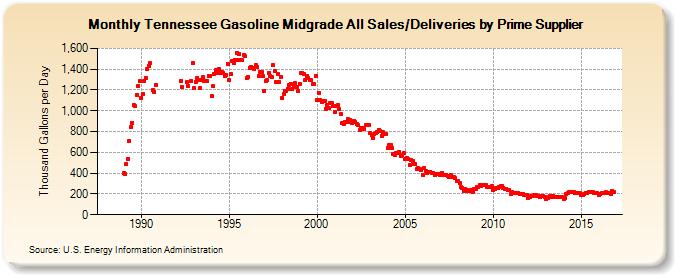 Monthly Tennessee Gasoline Midgrade All Sales/Deliveries by Prime Supplier
Thousand Gallons per Day
1,600
1,400
1,200
1,000
800
600
400
200
0
1990 1995 2000 2005 2010 2015
Source: U.S. Energy Information Administration